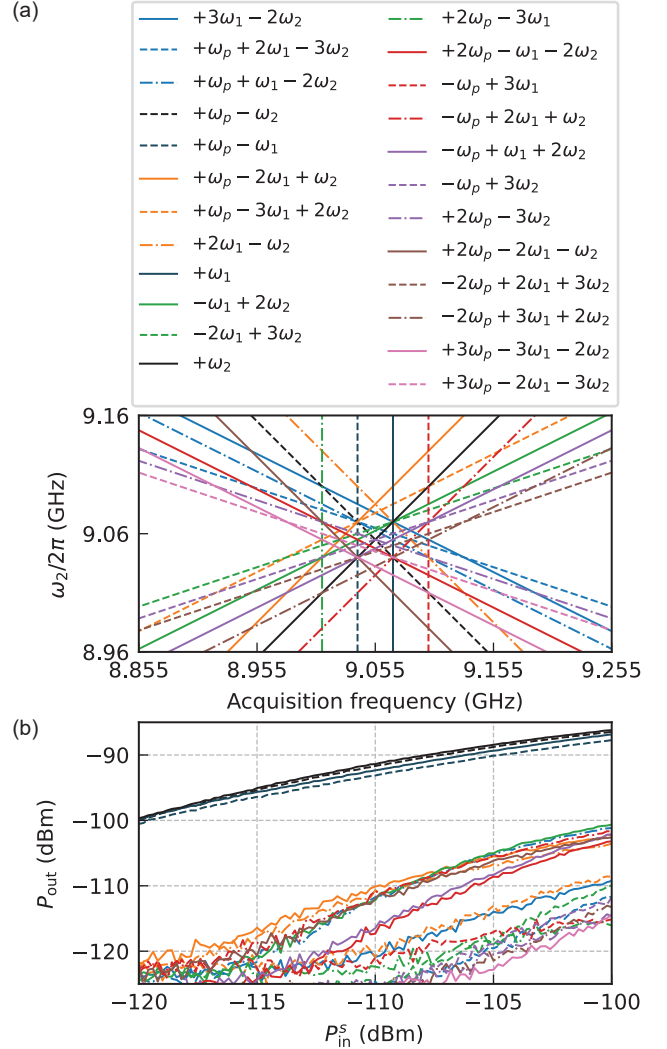 (a)
+3ω₁ − 2ω₂
+ωₚ + 2ω₁ − 3ω₂
+ωₚ + ω₁ − 2ω₂
+ωₚ − ω₂
+ωₚ − ω₁
+ωₚ − 2ω₁ + ω₂
+ωₚ − 3ω₁ + 2ω₂
+2ω₁ − ω₂
+ω₁
−ω₁ + 2ω₂
−2ω₁ + 3ω₂
+ω₂
+2ωₚ − 3ω₁
+2ωₚ − ω₁ − 2ω₂
−ωₚ + 3ω₁
−ωₚ + 2ω₁ + ω₂
−ωₚ + ω₁ + 2ω₂
−ωₚ + 3ω₂
+2ωₚ − 3ω₂
+2ωₚ − 2ω₁ − ω₂
−2ωₚ + 2ω₁ + 3ω₂
−2ωₚ + 3ω₁ + 2ω₂
+3ωₚ − 3ω₁ − 2ω₂
+3ωₚ − 2ω₁ − 3ω₂
9.16
9.06
8.96
ω₂/2π (GHz)
8.855 8.955 9.055 9.155 9.255
Acquisition frequency (GHz)
(b)
−90
−100
−110
−120
P_out (dBm)
−120 −115 −110 −105 −100
P_in^s (dBm)